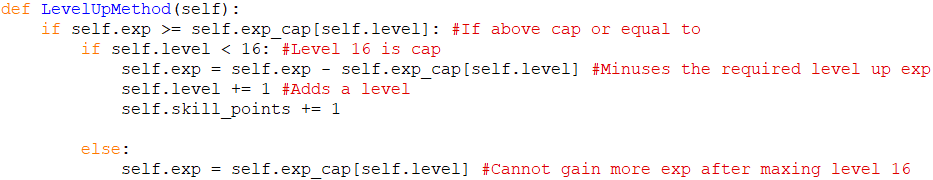 def LevelUpMethod(self):
    if self.exp >= self.exp_cap[self.level]: #If above cap or equal to
        if self.level < 16: #Level 16 is cap
            self.exp = self.exp - self.exp_cap[self.level] #Minuses the required level up exp
            self.level += 1 #Adds a level
            self.skill_points += 1
        else:
            self.exp = self.exp_cap[self.level] #Cannot gain more exp after maxing level 16